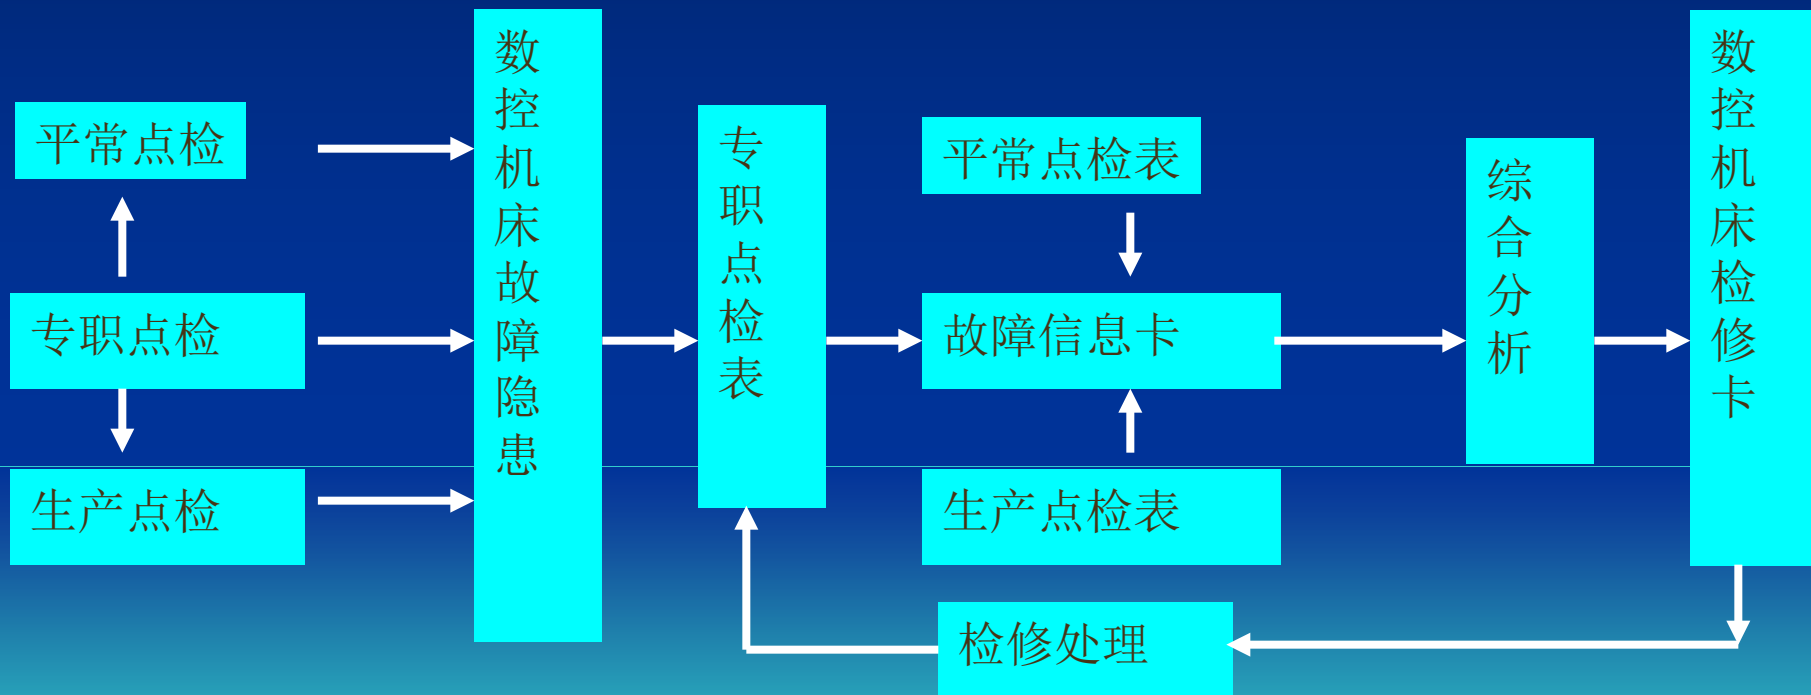 平常点检
专职点检
生产点检
数控机床故障隐患
专职点检表
平常点检表
故障信息卡
生产点检表
检修处理
综合分析
数控机床检修卡